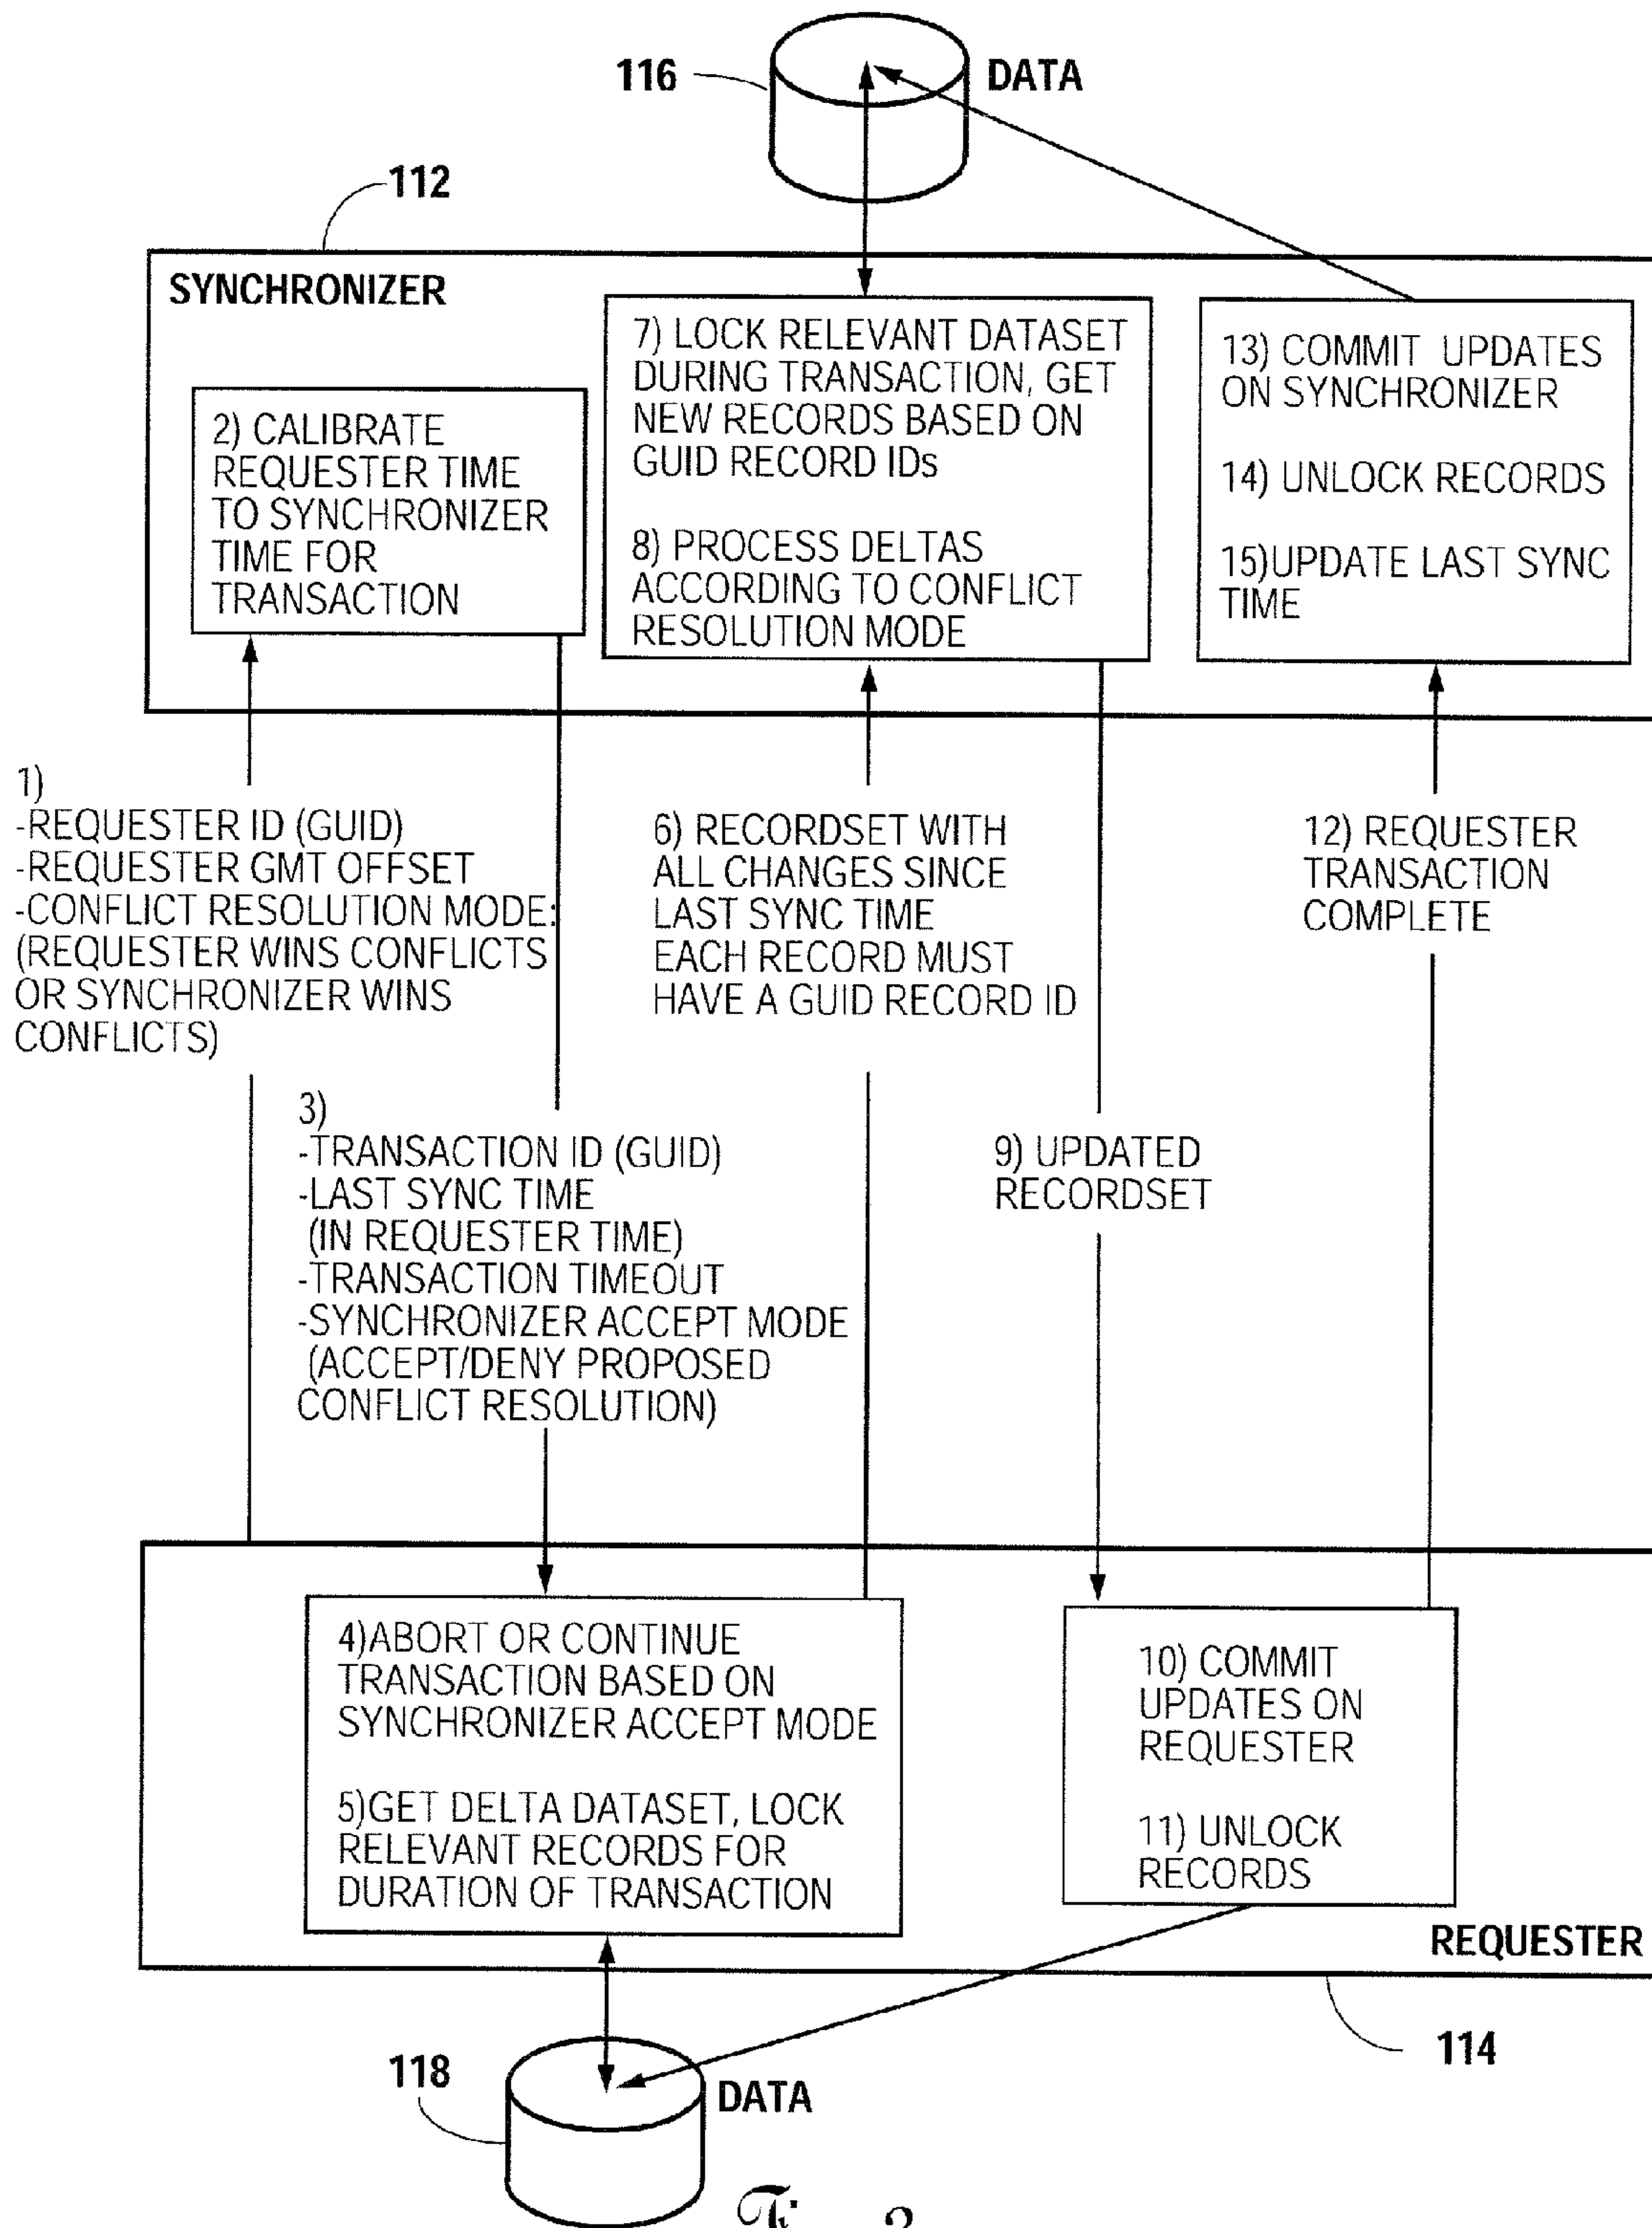 116
DATA
112
SYNCHRONIZER
2) CALIBRATE
REQUESTER TIME
TO SYNCHRONIZER
TIME FOR
TRANSACTION
7) LOCK RELEVANT DATASET
DURING TRANSACTION, GET
NEW RECORDS BASED ON
GUID RECORD IDs
8) PROCESS DELTAS
ACCORDING TO CONFLICT
RESOLUTION MODE
13) COMMIT UPDATES
ON SYNCHRONIZER
14) UNLOCK RECORDS
15)UPDATE LAST SYNC
TIME
1)
-REQUESTER ID (GUID)
-REQUESTER GMT OFFSET
-CONFLICT RESOLUTION MODE:
(REQUESTER WINS CONFLICTS
OR SYNCHRONIZER WINS
CONFLICTS)
3)
-TRANSACTION ID (GUID)
-LAST SYNC TIME
(IN REQUESTER TIME)
-TRANSACTION TIMEOUT
-SYNCHRONIZER ACCEPT MODE
(ACCEPT/DENY PROPOSED
CONFLICT RESOLUTION)
6) RECORDSET WITH
ALL CHANGES SINCE
LAST SYNC TIME
EACH RECORD MUST
HAVE A GUID RECORD ID
9) UPDATED
RECORDSET
12) REQUESTER
TRANSACTION
COMPLETE
4)ABORT OR CONTINUE
TRANSACTION BASED ON
SYNCHRONIZER ACCEPT MODE
5)GET DELTA DATASET, LOCK
RELEVANT RECORDS FOR
DURATION OF TRANSACTION
10) COMMIT
UPDATES ON
REQUESTER
11) UNLOCK
RECORDS
REQUESTER
114
118
DATA